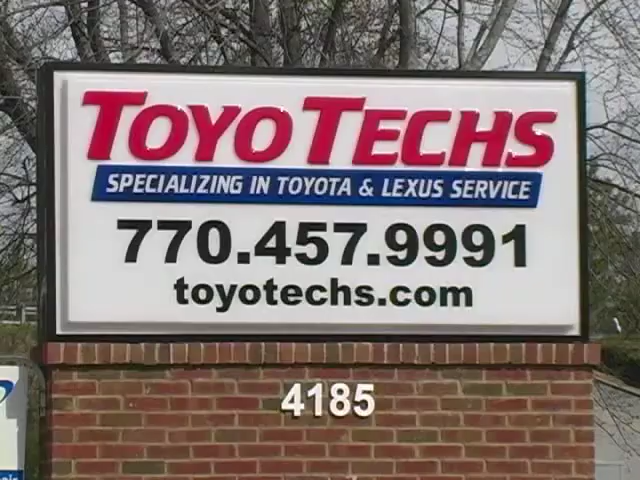 TOYOTECHS
SPECIALIZING IN TOYOTA & LEXUS SERVICE
770.457.9991
toyotechs.com
4185